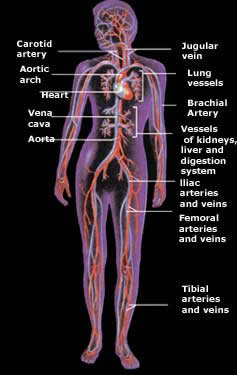 Carotid
artery
Aortic
arch
Heart
Vena
cava
Aorta
Jugular
vein
Lung
vessels
Brachial
Artery
Vessels
of kidneys,
liver and
digestion
system
Iliac
arteries
and veins
Femoral
arteries
and veins
Tibial
arteries
and veins